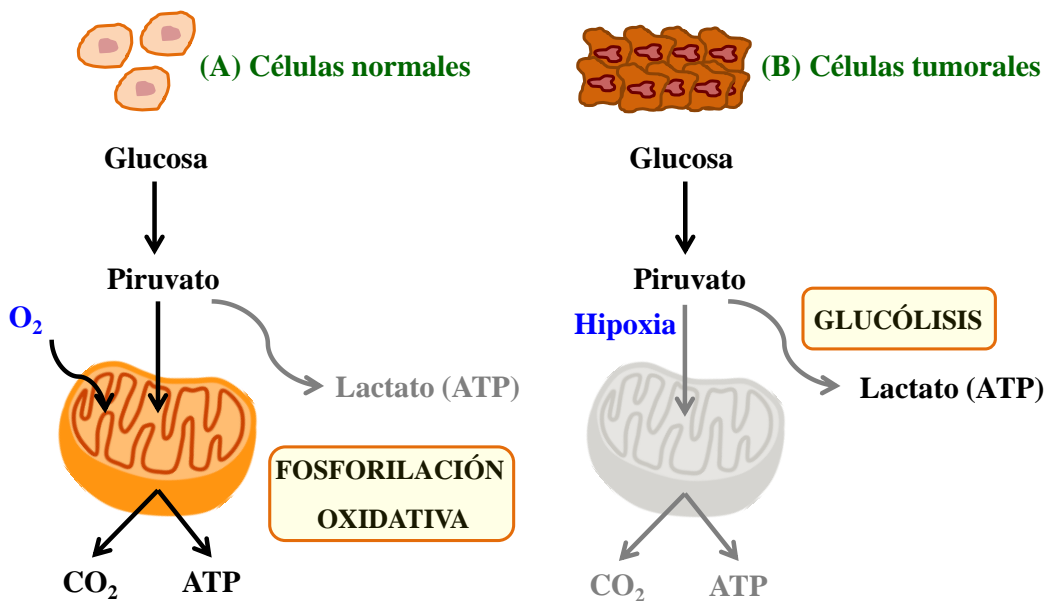 (A) Células normales
Glucosa
Piruvato
O₂
Lactato (ATP)
FOSFORILACIÓN
OXIDATIVA
CO₂
ATP
(B) Células tumorales
Glucosa
Piruvato
Hipoxia
GLUCÓLISIS
Lactato (ATP)
CO₂
ATP